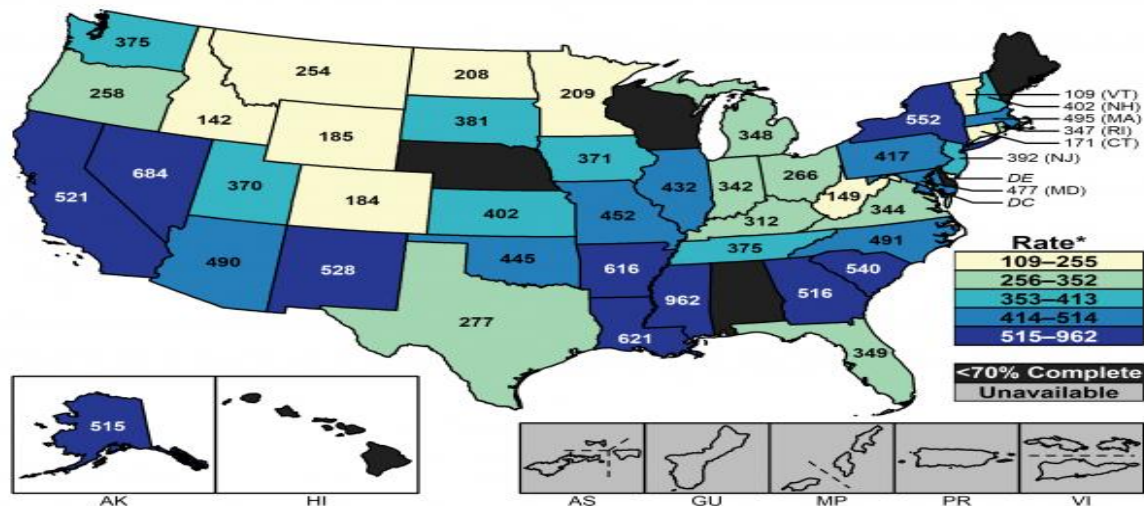 375
254
208
209
258
142
185
381
371
348
552
109 (VT)
402 (NH)
495 (MA)
347 (RI)
171 (CT)
392 (NJ)
DE
477 (MD)
DC
417
684
521
370
184
402
452
432
342
266
149
344
312
375
491
490
528
445
616
962
516
540
277
621
349
515
Rate*
109–255
256–352
353–413
414–514
515–962
<70% Complete
Unavailable
AK
HI
AS
GU
MP
PR
VI